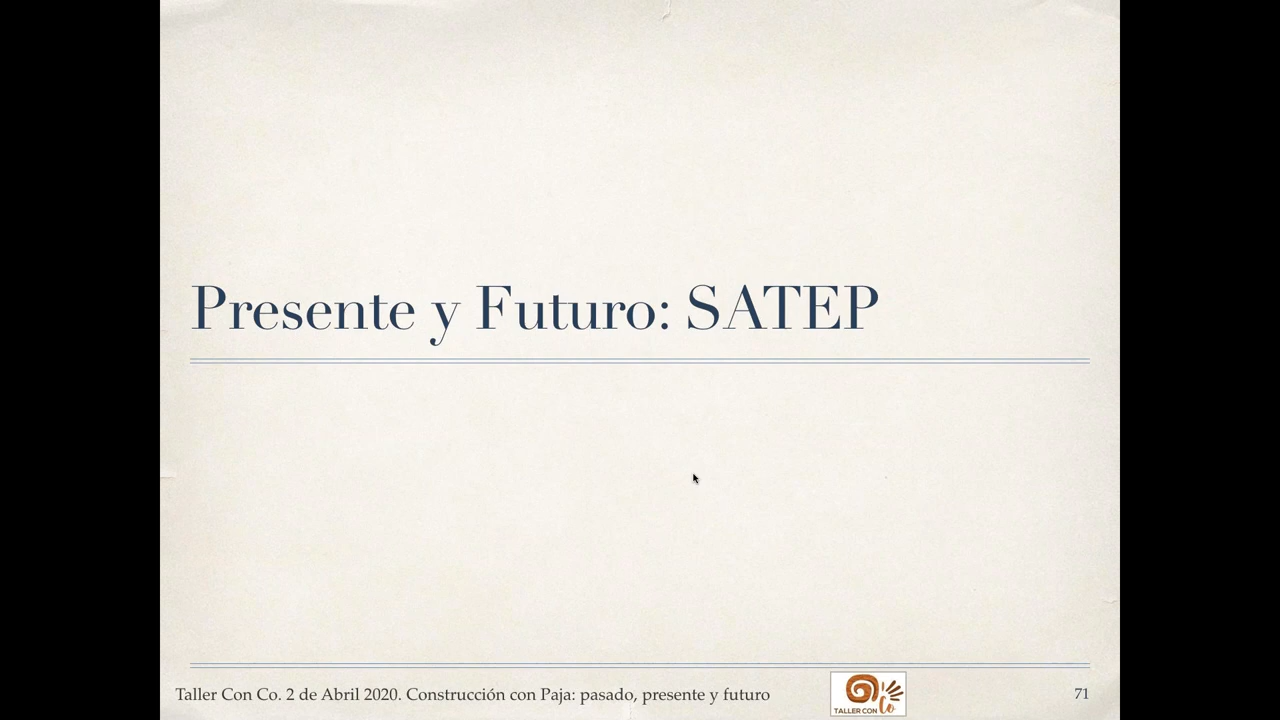 Presente y Futuro: SATEP
Taller Con Co. 2 de Abril 2020. Construcción con Paja: pasado, presente y futuro
TALLER CON Co
71